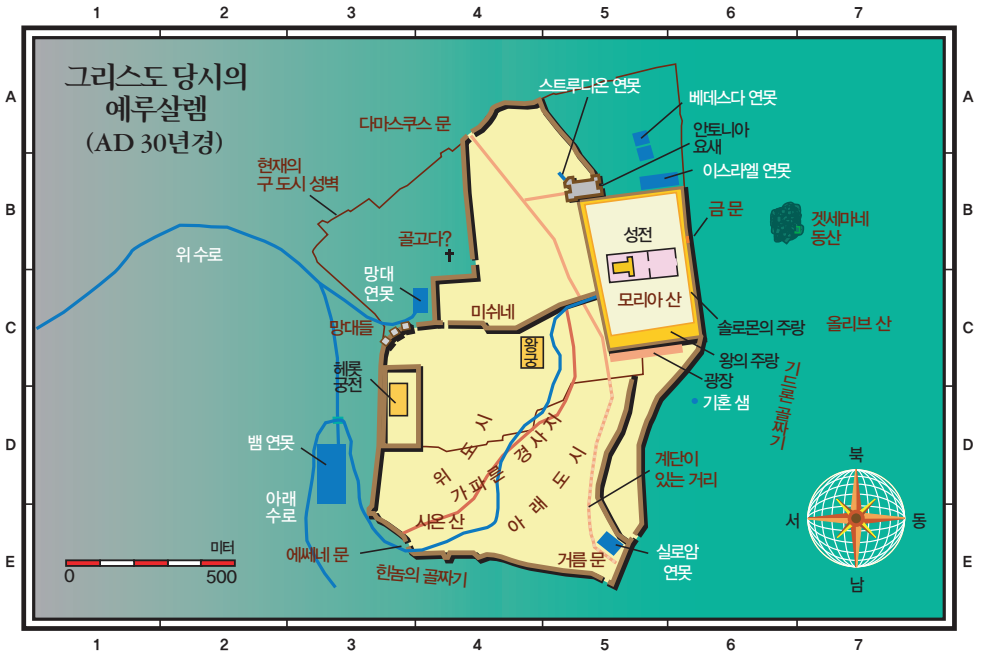 1 2 3 4 5 6 7
A
B
C
D
E
그리스도 당시의
예루살렘
(AD 30년경)
다마스쿠스 문
스트루디온 연못
베데스다 연못
안토니아
요새
이스라엘 연못
현재의
구 도시 성벽
금 문
겟세마네
동산
위 수로
골고다?
성전
망대
연못
미쉬네
모리아 산
망대들
솔로몬의 주랑
올리브 산
왕궁
왕의 주랑
헤롯
궁전
광장
기혼 샘
기드론 골짜기
위 도시
가파른 경사지
아래 도시
뱀 연못
계단이
있는 거리
아래
수로
시온 산
에쎄네 문
한놈의 골짜기
거름 문
실로암
연못
미터
0 500
북
서 동
남
A
B
C
D
E
1 2 3 4 5 6 7